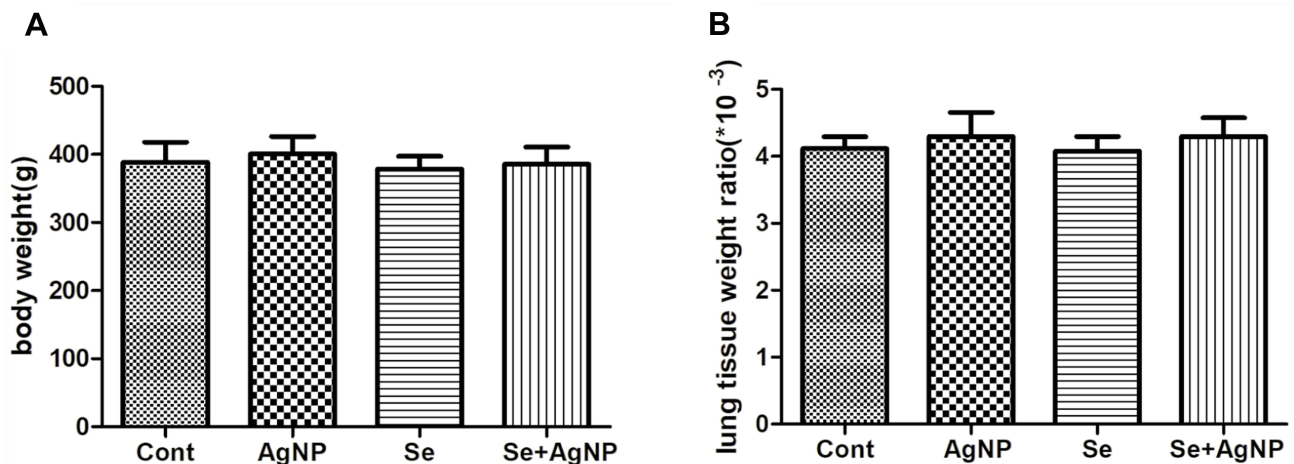 A
body weight(g)
500
400
300
200
100
0
Cont
AgNP
Se
Se+AgNP
B
lung tissue weight ratio(*10 -3)
5
4
3
2
1
0
Cont
AgNP
Se
Se+AgNP